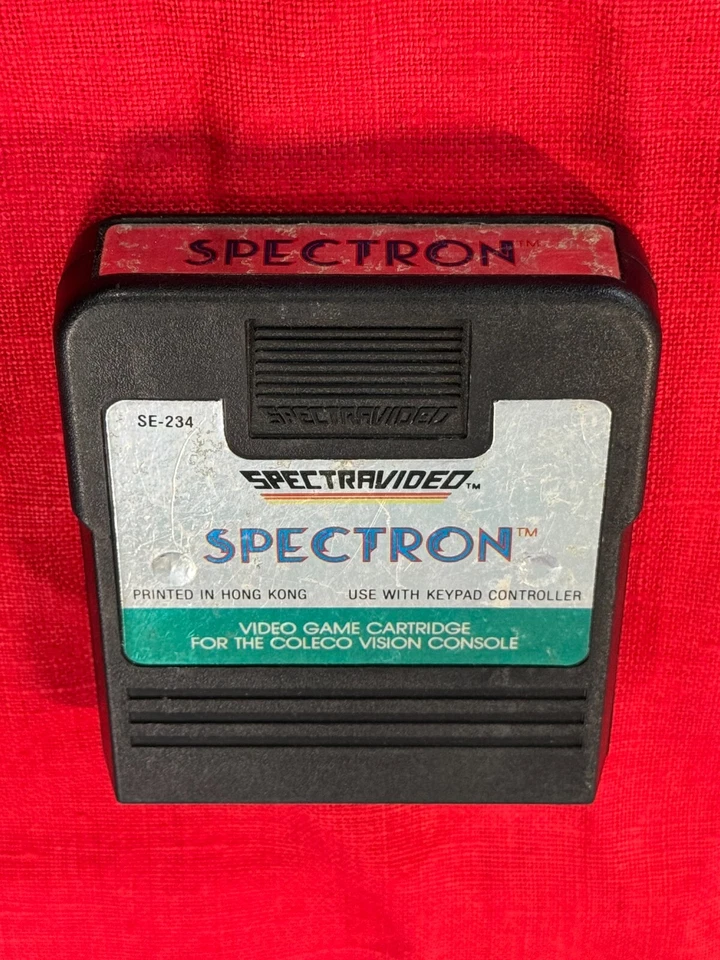 SPECTRON™
SPECTRAVIDEO
SE-234
SPECTRAVIDEO™
SPECTRON™
PRINTED IN HONG KONG USE WITH KEYPAD CONTROLLER
VIDEO GAME CARTRIDGE
FOR THE COLECO VISION CONSOLE